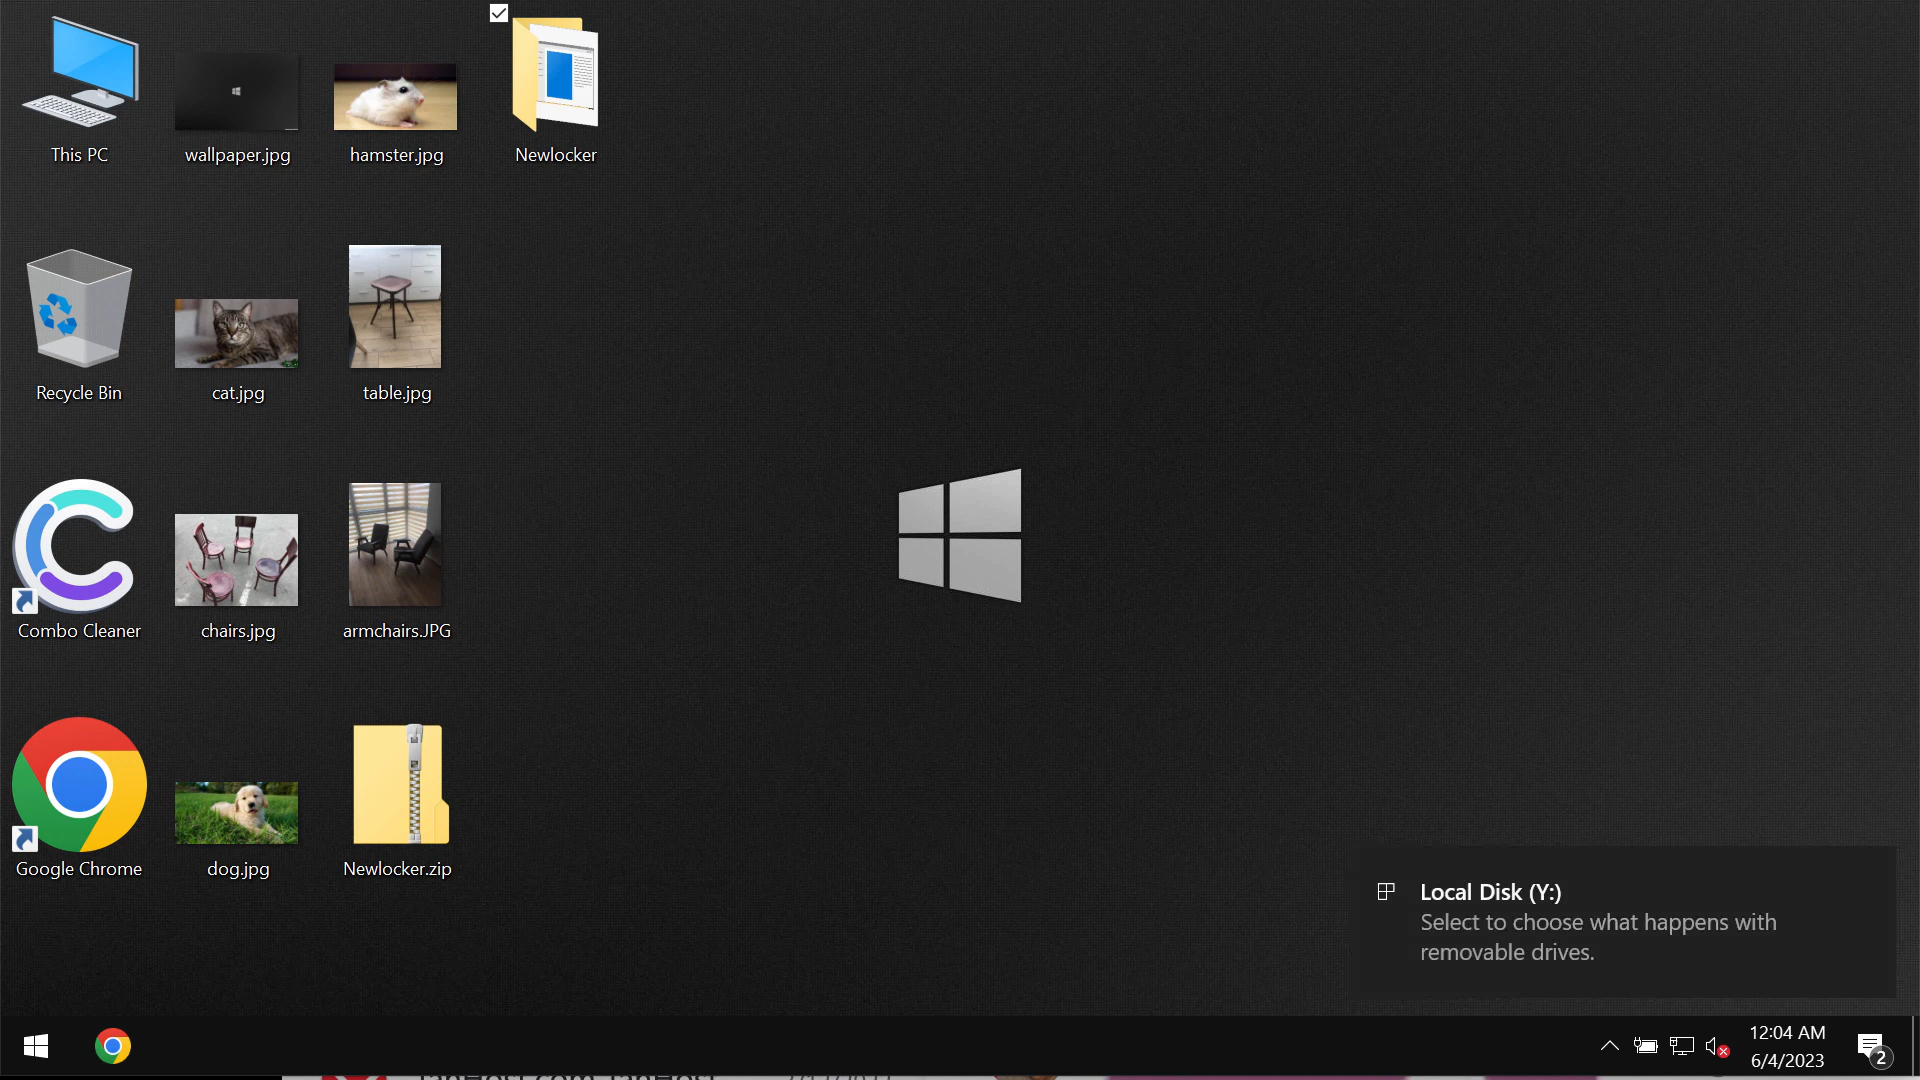 This PC
wallpaper.jpg
hamster.jpg
Newlocker
Recycle Bin
cat.jpg
table.jpg
Combo Cleaner
chairs.jpg
armchairs.JPG
Google Chrome
dog.jpg
Newlocker.zip
Local Disk (Y:)
Select to choose what happens with
removable drives.
12:04 AM
6/4/2023
2